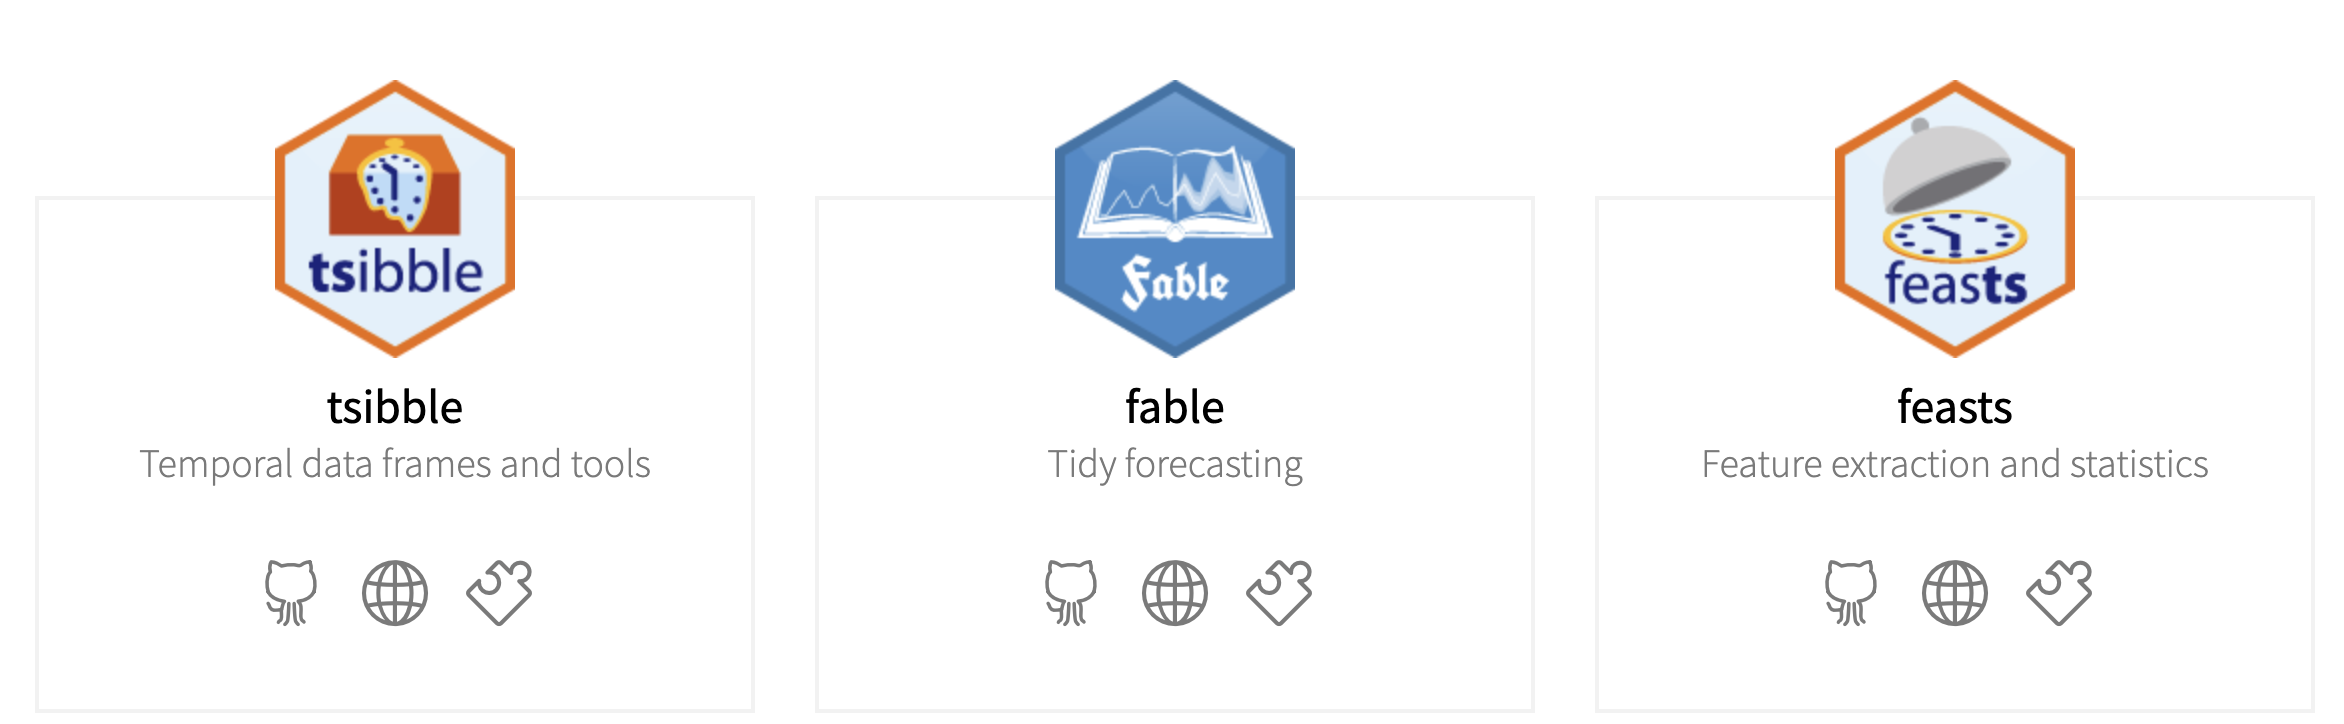 tsibble
Fable
feasts
tsibble
Temporal data frames and tools
fable
Tidy forecasting
feasts
Feature extraction and statistics